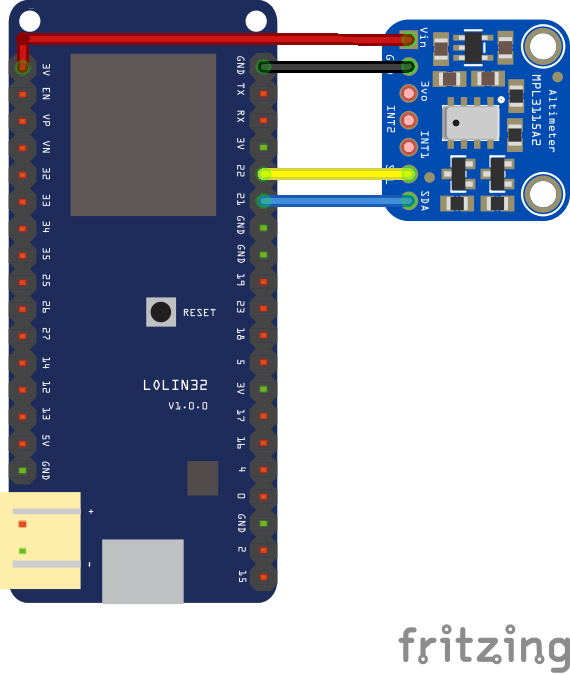 3V
EN
VP
VN
32
33
34
35
25
26
27
14
12
13
5V
GND
+
-
GND
TX
RX
3V
22
21
GND
GND
19
23
18
5
3V
17
16
4
0
GND
2
15
RESET
LOLIN32
V1.0.0
Vin
3Vo
INT2
INT1
SDA
MPL3115A2
Altimeter
fritzing